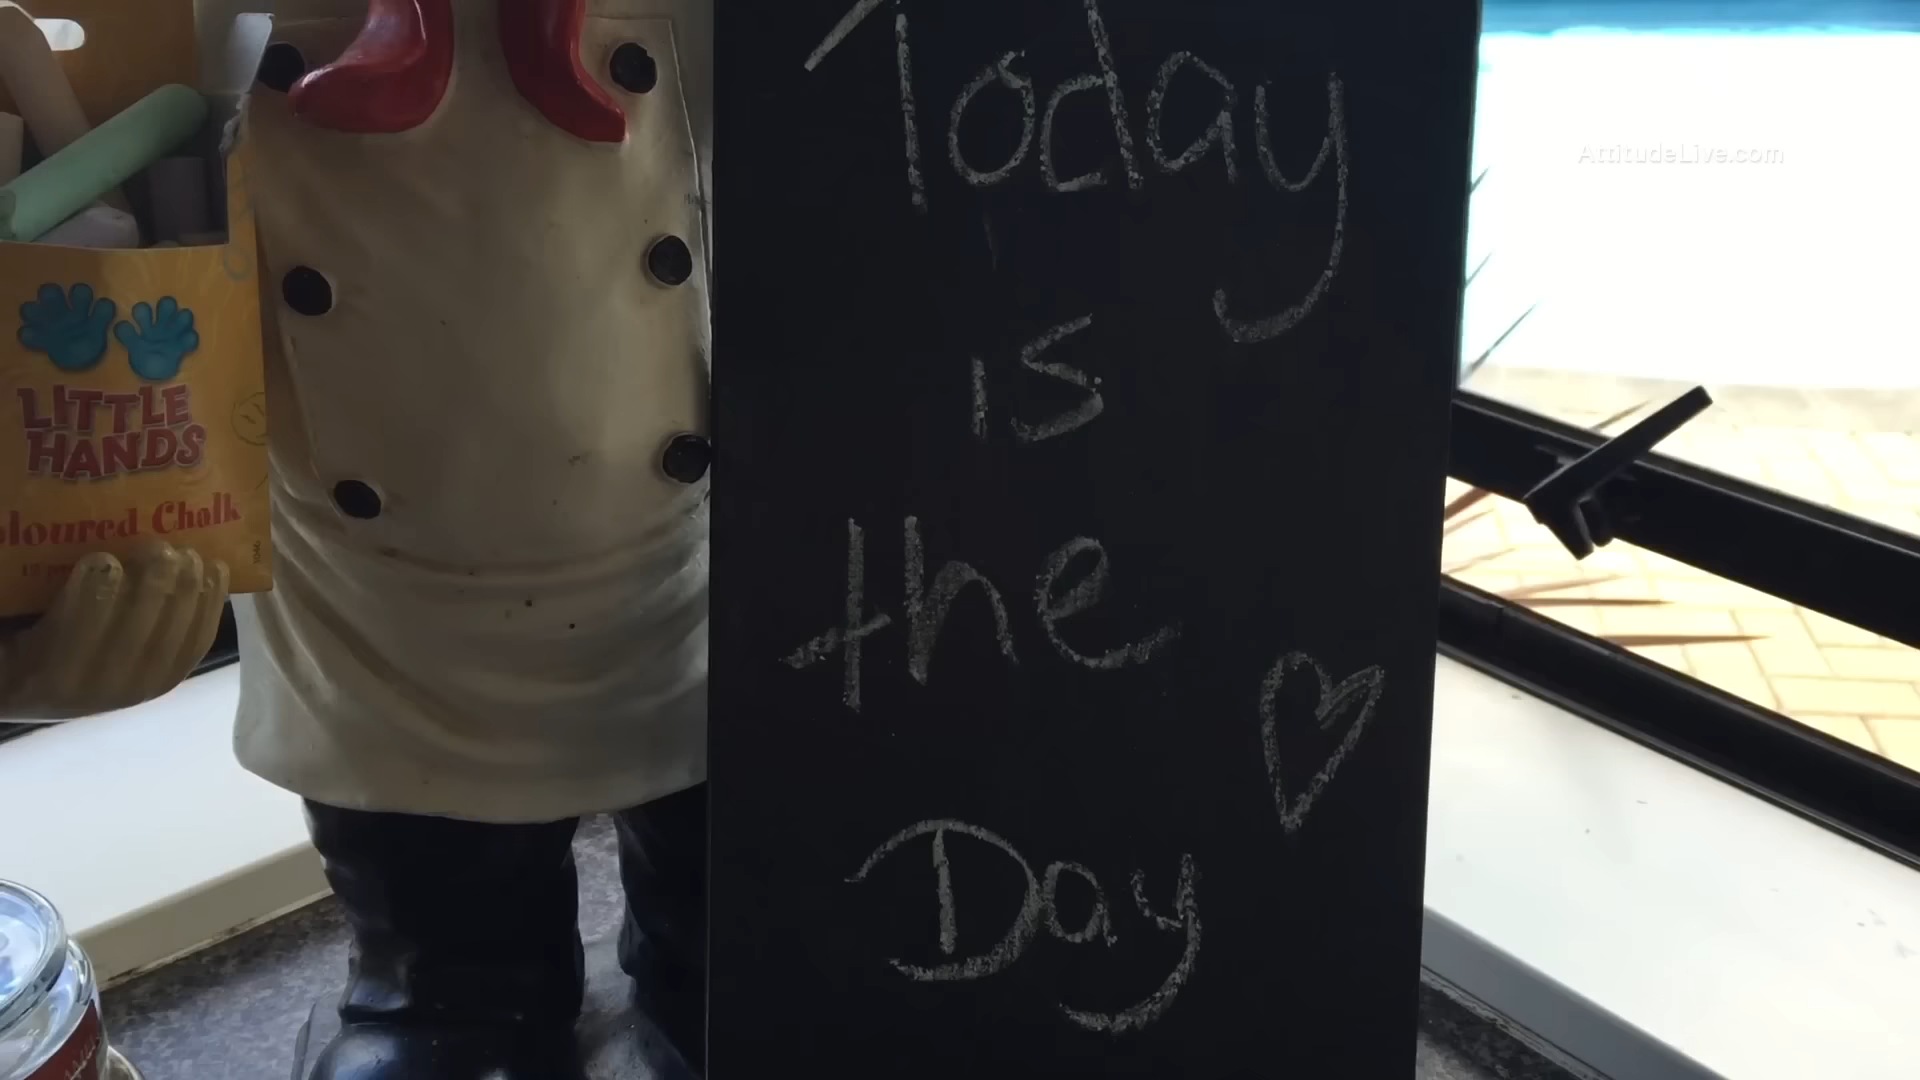 Today
is
the
Day
AttitudeLive.com
LITTLE
HANDS
loured Chalk